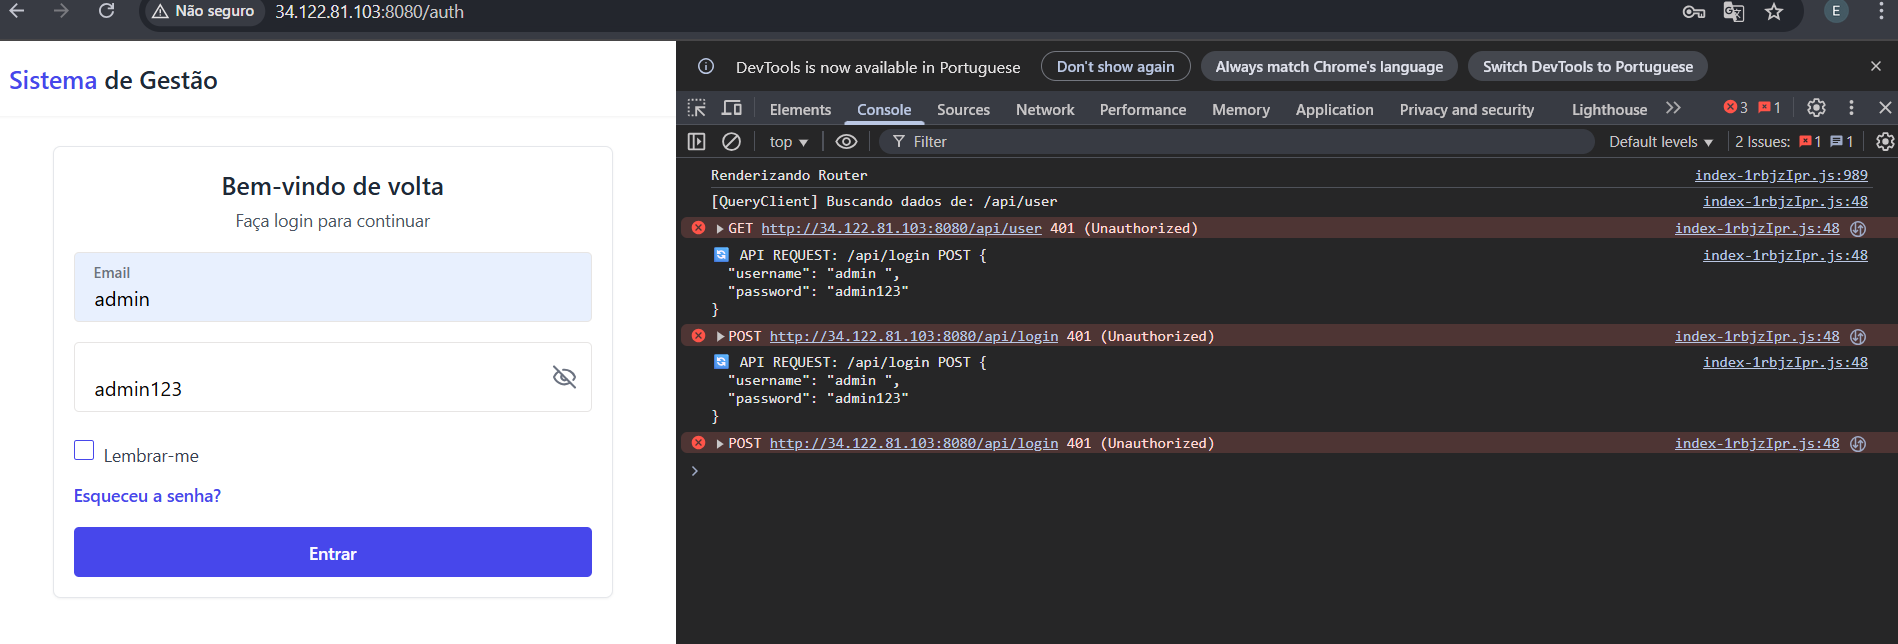 Não seguro
34.122.81.103:8080/auth
E
Sistema de Gestão
Bem-vindo de volta
Faça login para continuar
Email
admin
admin123
Lembrar-me
Esqueceu a senha?
Entrar
DevTools is now available in Portuguese
Don't show again
Always match Chrome's language
Switch DevTools to Portuguese
Elements Console Sources Network Performance Memory Application Privacy and security Lighthouse 3 1
top Filter Default levels 2 Issues: 1 1
Renderizando Router index-1rbjzIpr.js:989
[QueryClient] Buscando dados de: /api/user index-1rbjzIpr.js:48
GET http://34.122.81.103:8080/api/user 401 (Unauthorized) index-1rbjzIpr.js:48
API REQUEST: /api/login POST { index-1rbjzIpr.js:48
"username": "admin ",
"password": "admin123"
}
POST http://34.122.81.103:8080/api/login 401 (Unauthorized) index-1rbjzIpr.js:48
API REQUEST: /api/login POST { index-1rbjzIpr.js:48
"username": "admin ",
"password": "admin123"
}
POST http://34.122.81.103:8080/api/login 401 (Unauthorized) index-1rbjzIpr.js:48